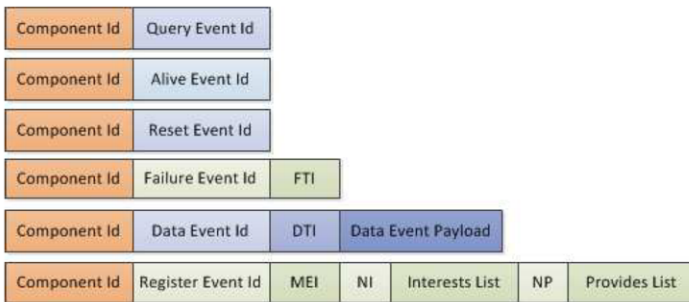 Component Id Query Event Id
Component Id Alive Event Id
Component Id Reset Event Id
Component Id Failure Event Id FTI
Component Id Data Event Id DTI Data Event Payload
Component Id Register Event Id MEI NI Interests List NP Provides List